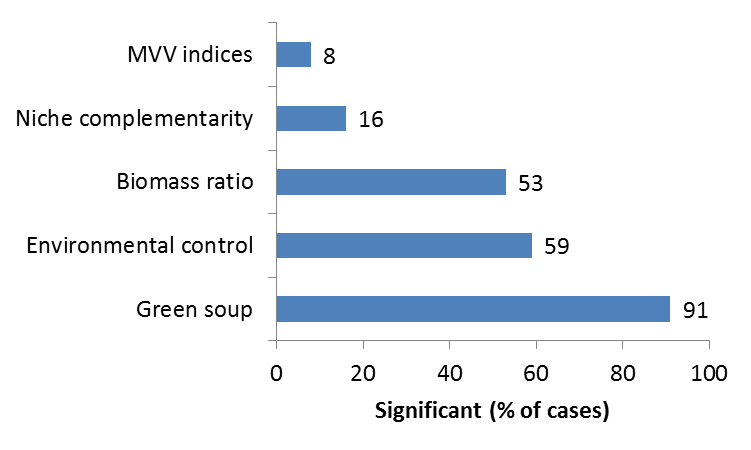 MVV indices 8
Niche complementarity 16
Biomass ratio 53
Environmental control 59
Green soup 91
0 20 40 60 80 100
Significant (% of cases)